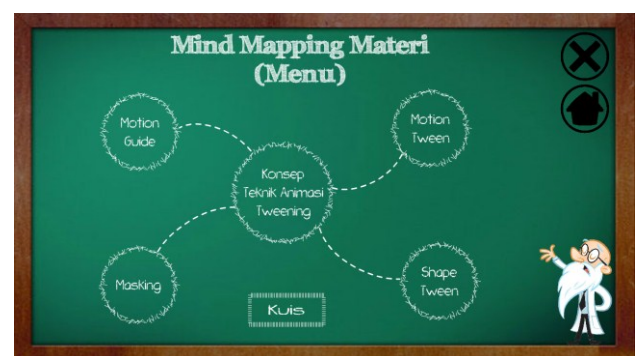 Mind Mapping Materi
(Menu)
Motion
Guide
Motion
Tween
Konsep
Teknik Animasi
Tweening
Masking
Shape
Tween
Kuis